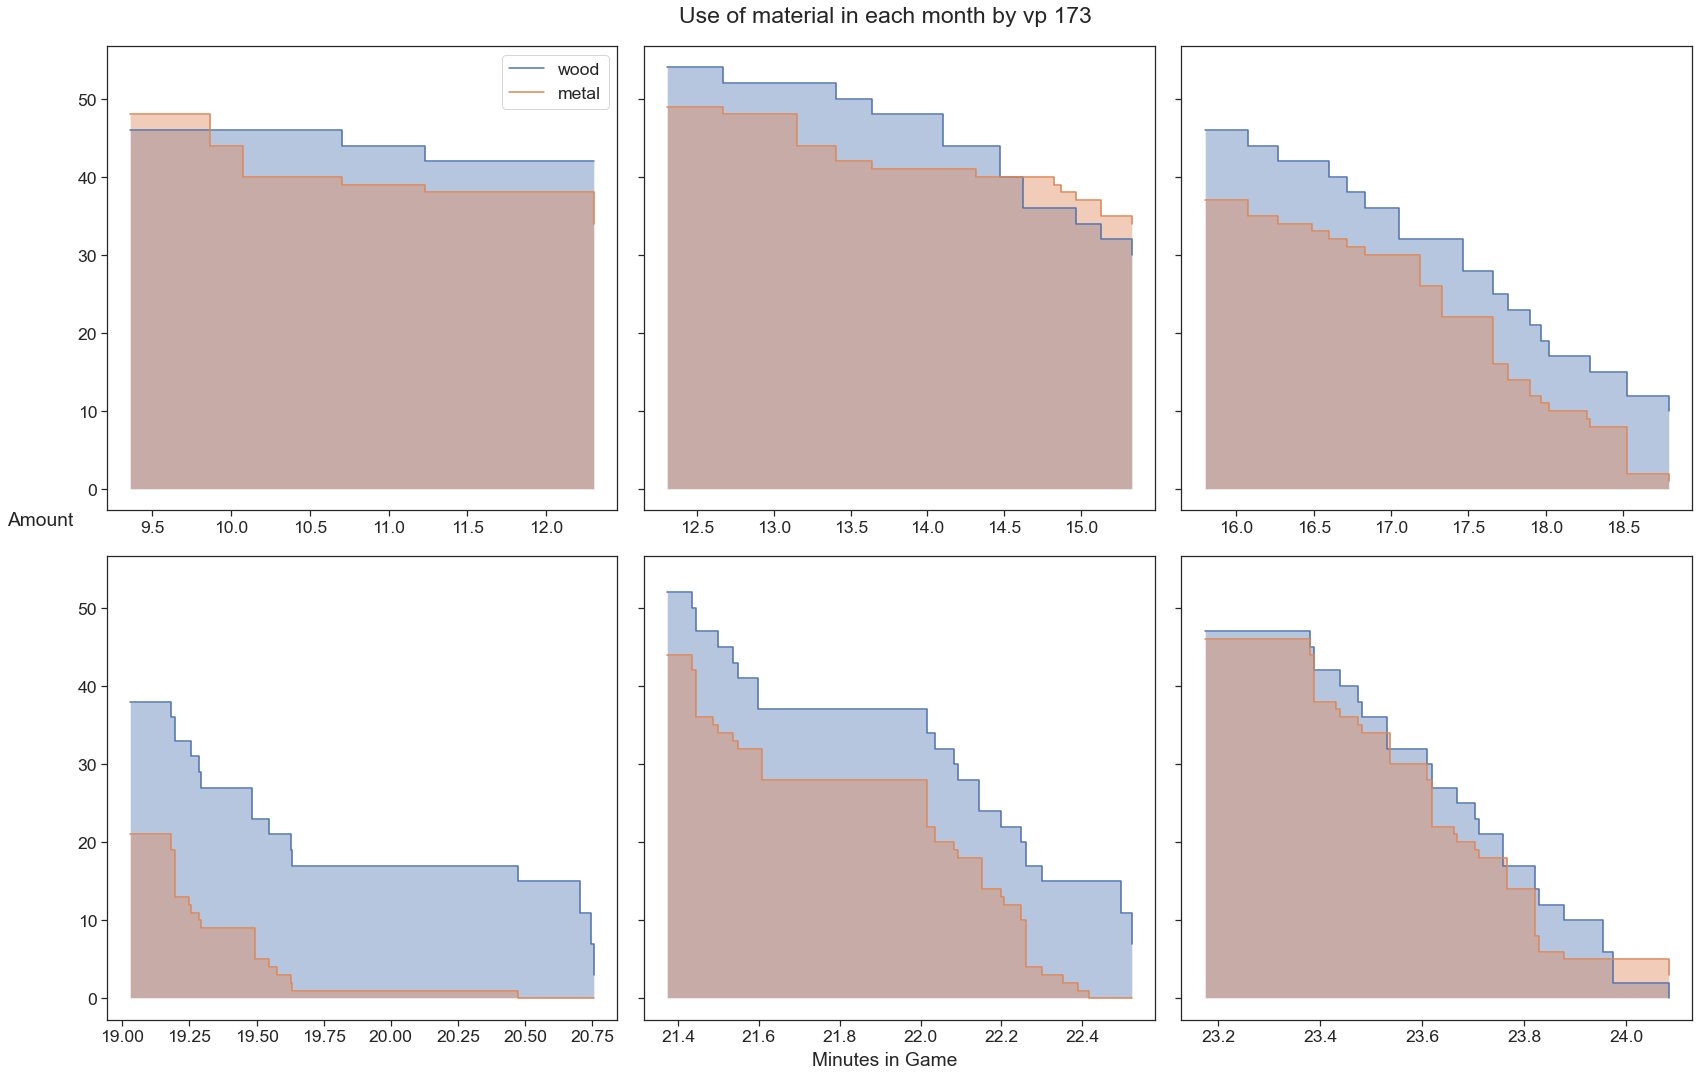 Use of material in each month by vp 173
wood
metal
50
40
30
20
10
0
9.5 10.0 10.5 11.0 11.5 12.0
12.5 13.0 13.5 14.0 14.5 15.0
16.0 16.5 17.0 17.5 18.0 18.5
Amount
50
40
30
20
10
0
19.00 19.25 19.50 19.75 20.00 20.25 20.50 20.75
21.4 21.6 21.8 22.0 22.2 22.4
23.2 23.4 23.6 23.8 24.0
Minutes in Game